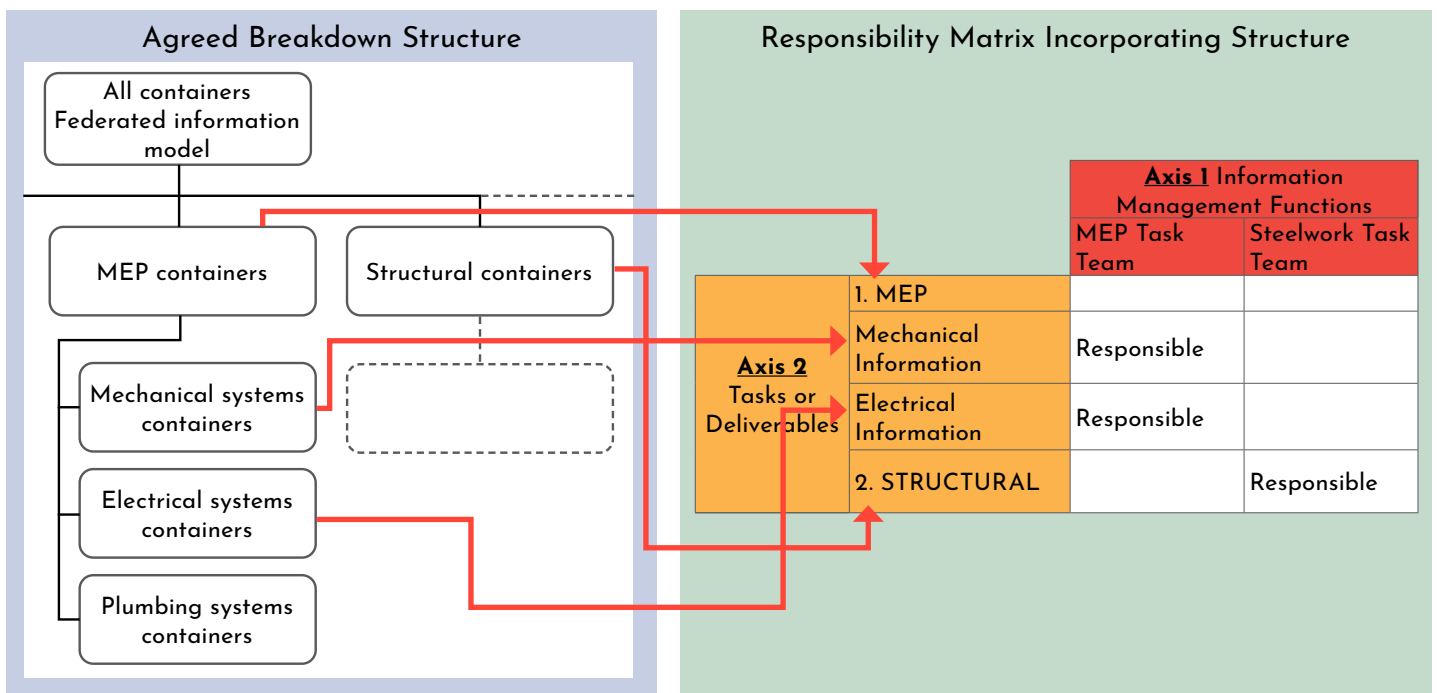 Agreed Breakdown Structure
All containers
Federated information
model
MEP containers
Structural containers
Mechanical systems
containers
Electrical systems
containers
Plumbing systems
containers
Responsibility Matrix Incorporating Structure
Axis 1 Information
Management Functions
MEP Task
Team
Steelwork Task
Team
Axis 2
Tasks or
Deliverables
1. MEP
Mechanical
Information
Responsible
Electrical
Information
Responsible
2. STRUCTURAL
Responsible